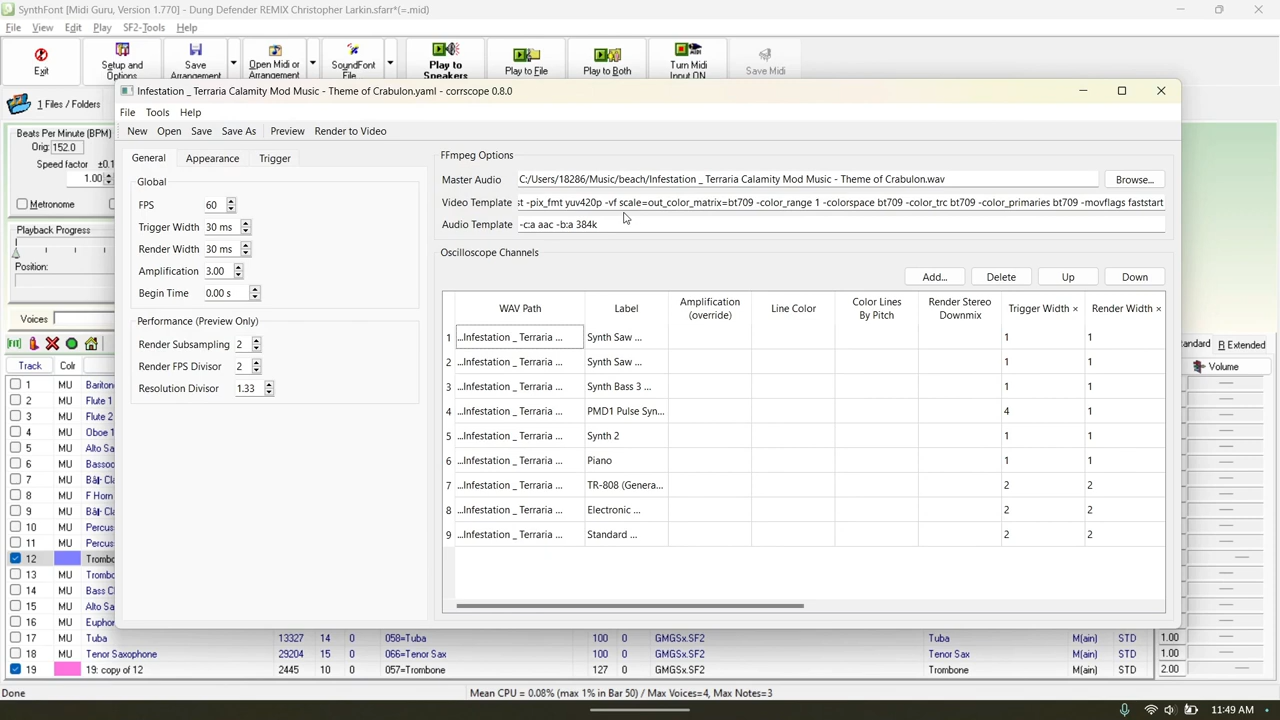 SynthFont [Midi Guru, Version 1.770] - Dung Defender REMIX Christopher Larkin.sfarr*(=.mid)
File View Edit Play SF2-Tools Help
Exit
Setup and Options
Save Arrangement
Open Midi or Arrangement
SoundFont File
Play to Speakers
Play to File
Play to Both
Turn Midi Input ON
Save Midi
Infestation _ Terraria Calamity Mod Music - Theme of Crabulon.yaml - corrscope 0.8.0
1 Files / Folders
File Tools Help
New Open Save Save As Preview Render to Video
Beats Per Minute (BPM)
Orig: 152.0
Speed factor ±0.1
1.00
Metronome
Playback Progress
Position:
Voices
General Appearance Trigger
Global
FPS 60
Trigger Width 30 ms
Render Width 30 ms
Amplification 3.00
Begin Time 0.00 s
Performance (Preview Only)
Render Subsampling 2
Render FPS Divisor 2
Resolution Divisor 1.33
FFmpeg Options
Master Audio C:/Users/18286/Music/beach/Infestation _ Terraria Calamity Mod Music - Theme of Crabulon.wav Browse...
Video Template st -pix_fmt yuv420p -vf scale=out_color_matrix=bt709 -color_range 1 -colorspace bt709 -color_trc bt709 -color_primaries bt709 -movflags faststart
Audio Template -c:a aac -b:a 384k
Oscilloscope Channels
Add... Delete Up Down
WAV Path Label Amplification (override) Line Color Color Lines By Pitch Render Stereo Downmix Trigger Width × Render Width ×
1 ...Infestation _ Terraria ... Synth Saw ... 1 1
2 ...Infestation _ Terraria ... Synth Saw ... 1 1
3 ...Infestation _ Terraria ... Synth Bass 3 ... 1 1
4 ...Infestation _ Terraria ... PMD1 Pulse Syn... 4 1
5 ...Infestation _ Terraria ... Synth 2 1 1
6 ...Infestation _ Terraria ... Piano 1 1
7 ...Infestation _ Terraria ... TR-808 (Genera... 2 2
8 ...Infestation _ Terraria ... Electronic ... 2 2
9 ...Infestation _ Terraria ... Standard ... 2 2
tandard R Extended
Track Colr Volume
1 MU Bariton
2 MU Flute 1
3 MU Flute 2
4 MU Oboe 1
5 MU Alto Sa
6 MU Bassoo
7 MU
8 MU F Horn
9 MU
10 MU Percus
11 MU Percus
12 Tromb
13 MU Tromb
14 MU Bass C
15 MU Alto Sa
16 MU Euphor
17 MU Tuba 13327 14 0 058=Tuba 100 0 GMGSx.SF2 Tuba M(ain) STD 1.00
18 MU Tenor Saxophone 29204 15 0 066=Tenor Sax 100 0 GMGSx.SF2 Tenor Sax M(ain) STD 1.00
19 19: copy of 12 2445 10 0 057=Trombone 127 0 GMGSx.SF2 Trombone M(ain) STD 2.00
Done Mean CPU = 0.08% (max 1% in Bar 50) / Max Voices=4, Max Notes=3
11:49 AM